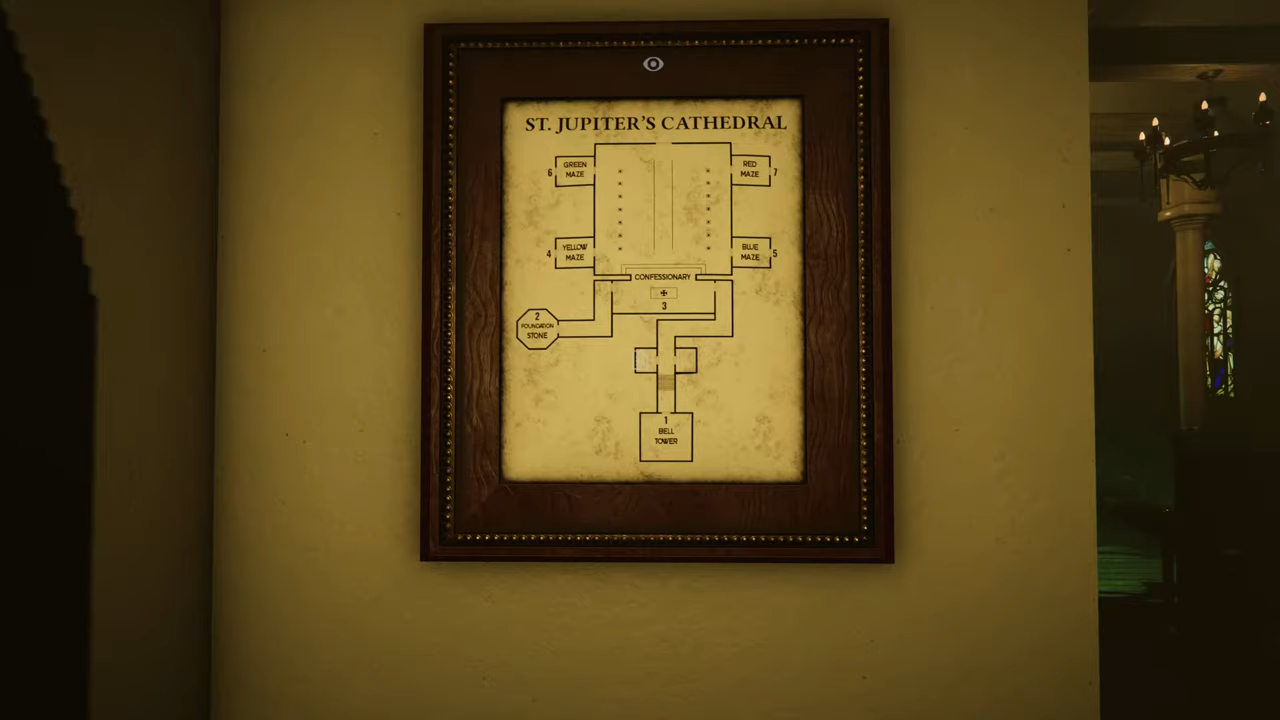 ST. JUPITER'S CATHEDRAL
GREEN
MAZE
6
RED
MAZE
7
YELLOW
MAZE
4
BLUE
MAZE
5
CONFESSIONARY
3
2
FOUNDATION
STONE
1
BELL
TOWER